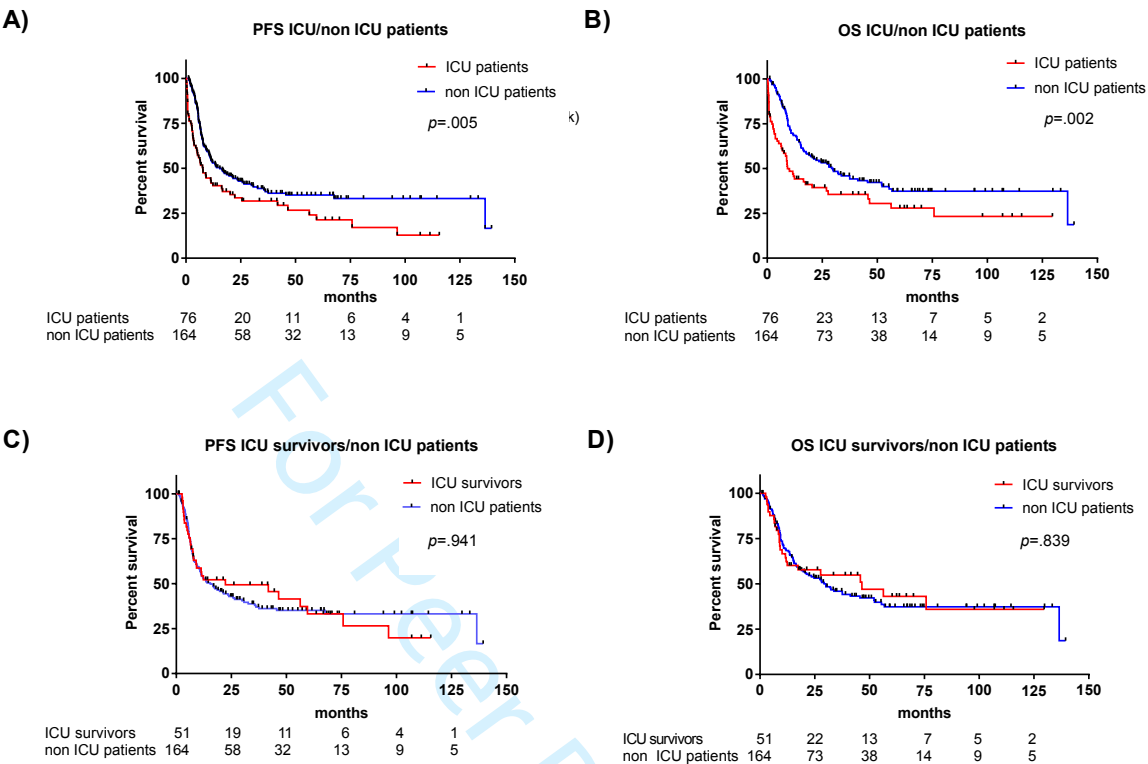 A)
PFS ICU/non ICU patients
ICU patients
non ICU patients
p=.005
k)
Percent survival
100
75
50
25
0
0 25 50 75 100 125 150
months
ICU patients 76 20 11 6 4 1
non ICU patients 164 58 32 13 9 5
B)
OS ICU/non ICU patients
ICU patients
non ICU patients
p=.002
Percent survival
100
75
50
25
0
0 25 50 75 100 125 150
months
ICU patients 76 23 13 7 5 2
non ICU patients 164 73 38 14 9 5
C)
PFS ICU survivors/non ICU patients
ICU survivors
non ICU patients
p=.941
Percent survival
100
75
50
25
0
0 25 50 75 100 125 150
months
ICU survivors 51 19 11 6 4 1
non ICU patients 164 58 32 13 9 5
D)
OS ICU survivors/non ICU patients
ICU survivors
non ICU patients
p=.839
Percent survival
100
75
50
25
0
0 25 50 75 100 125 150
months
ICU survivors 51 22 13 7 5 2
non ICU patients 164 73 38 14 9 5
For Peer